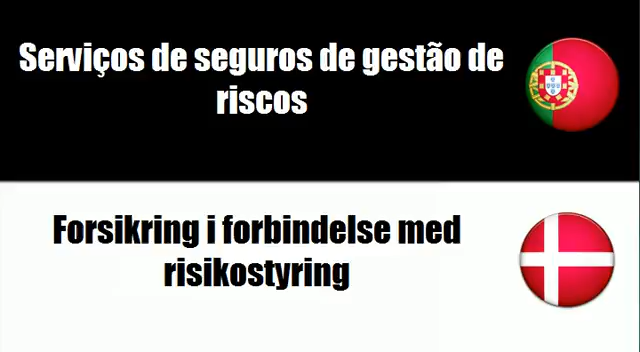 Serviços de seguros de gestão de
riscos
Forsikring i forbindelse med
risikostyring